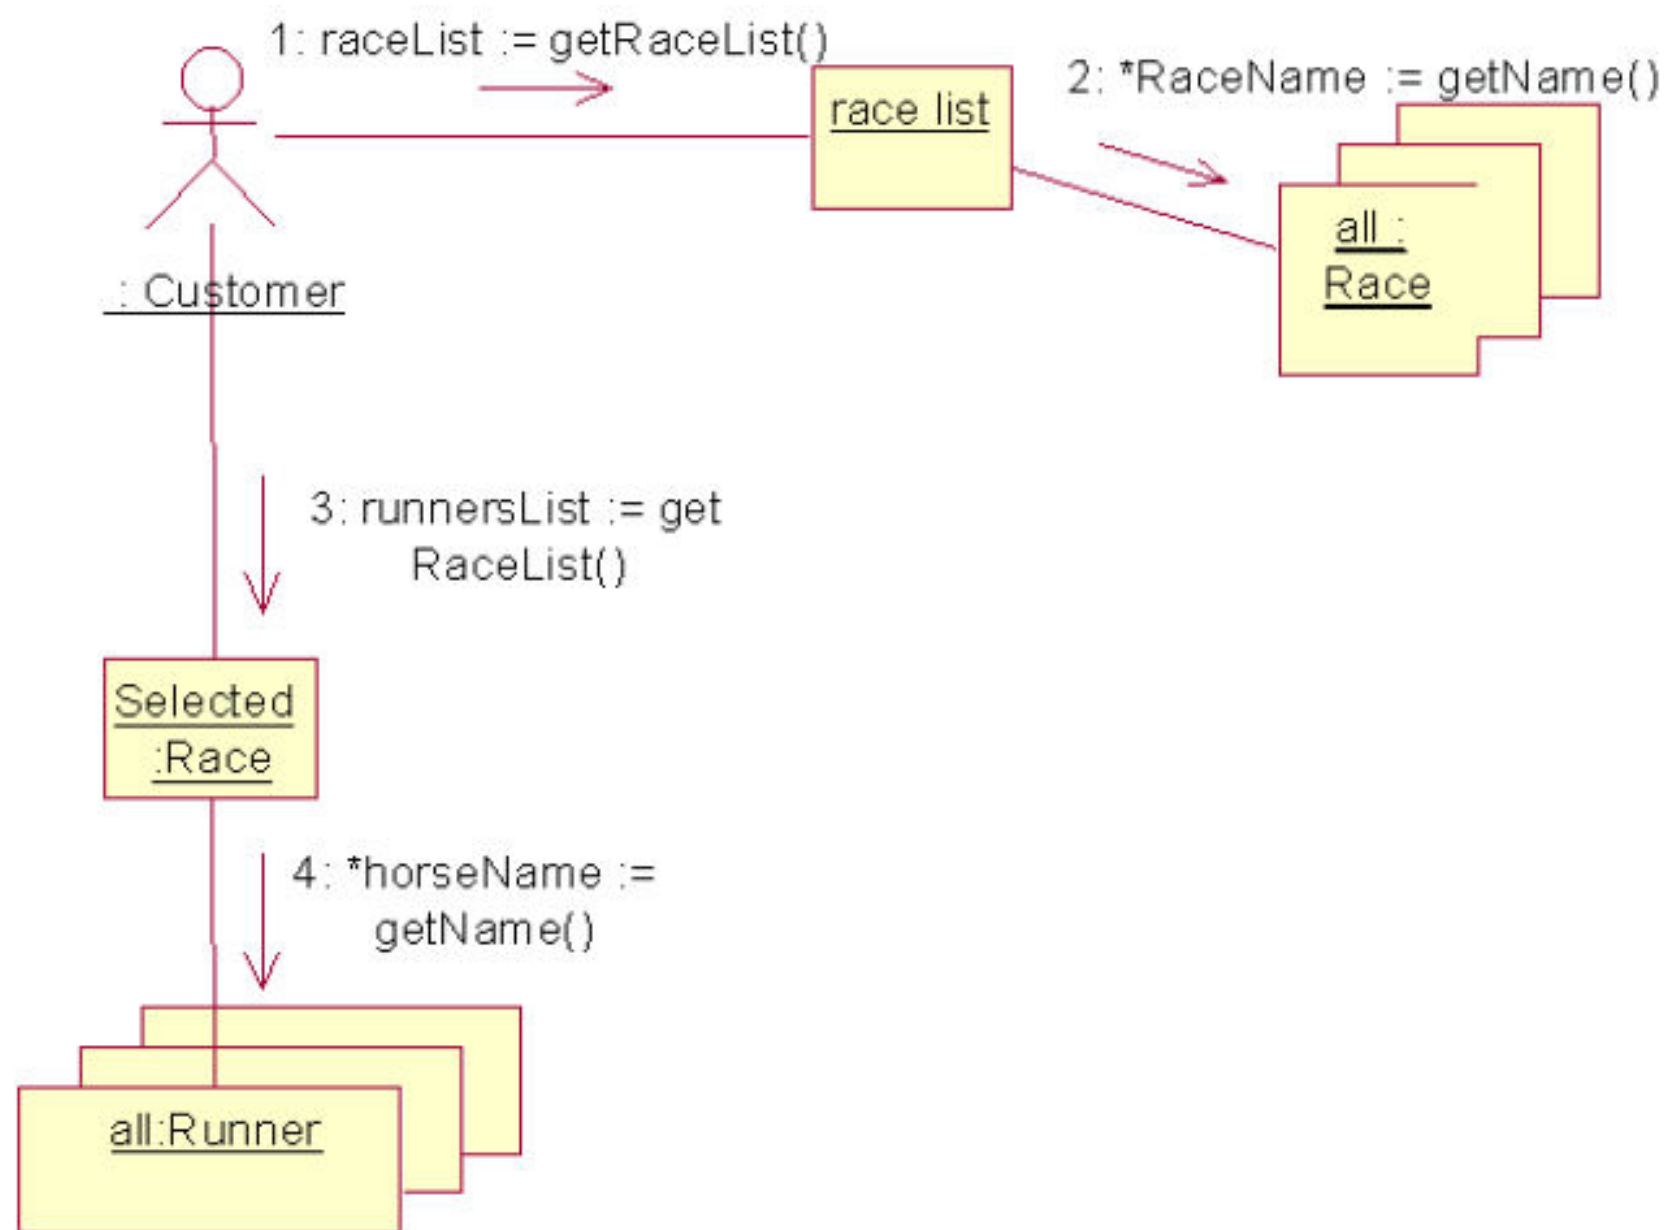 1: raceList := getRaceList()
race list
2: *RaceName := getName()
all :
Race
: Customer
3: runnersList := get
RaceList()
Selected
:Race
4: *horseName :=
getName()
all:Runner